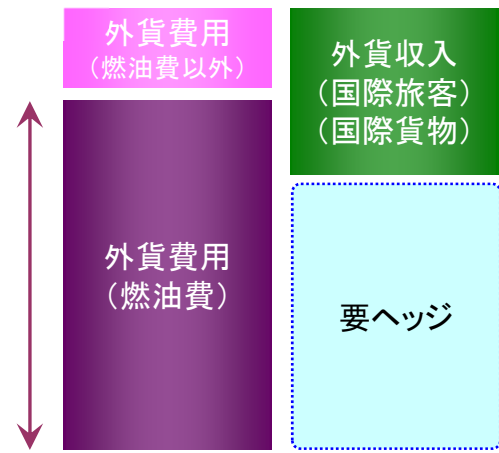 外貨費用
（燃油費以外）
外貨費用
（燃油費）
外貨収入
（国際旅客）
（国際貨物）
要ヘッジ